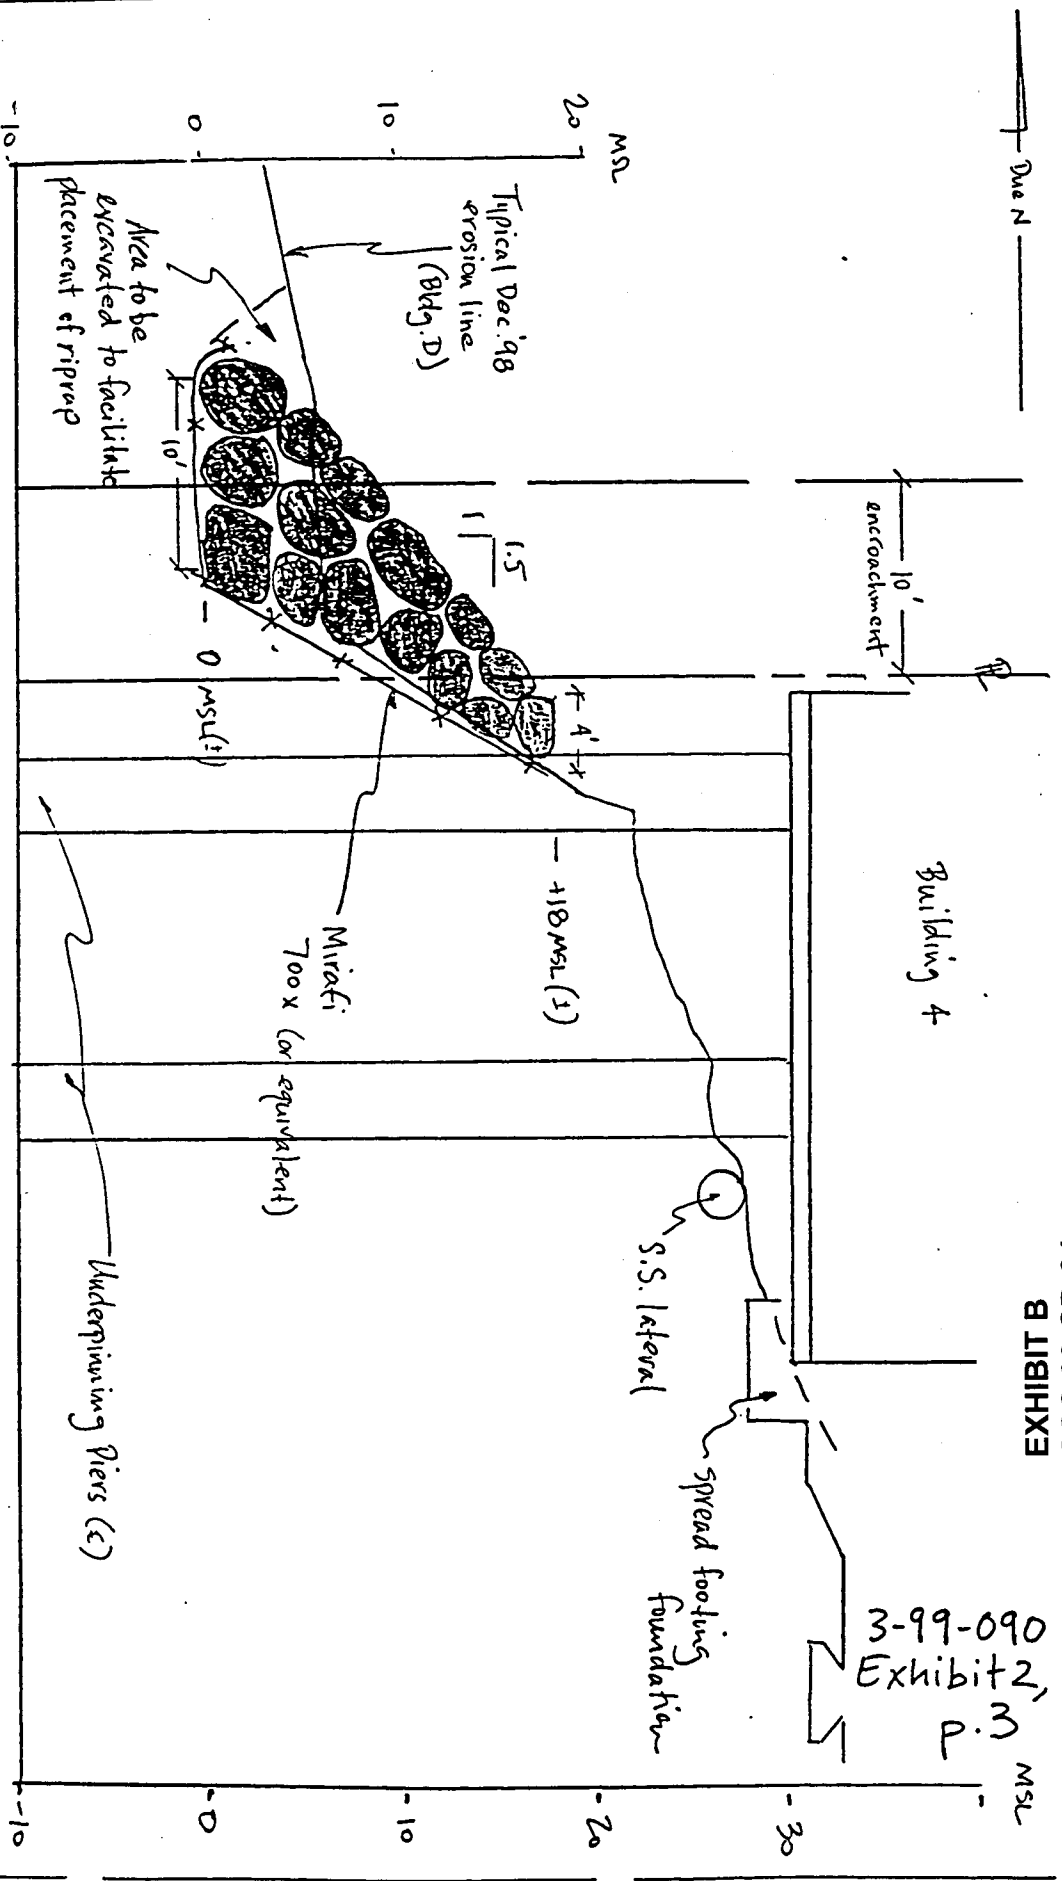 Due N
EXHIBIT B
3-99-090
Exhibit 2,
p.3
MSL
20
10
0
-10
Typical Dec. '98
erosion line
(Bldg. D)
Area to be
excavated to facilitate
placement of riprap
10'
1
1.5
10'
encroachment
PL
4'
Building 4
- 0 MSL (±)
- +18 MSL (±)
Mirafi
700x (or equivalent)
S.S. lateral
spread footing
foundation
Underpinning Piers (ε)
MSL
-30
-20
-10
-0
-10